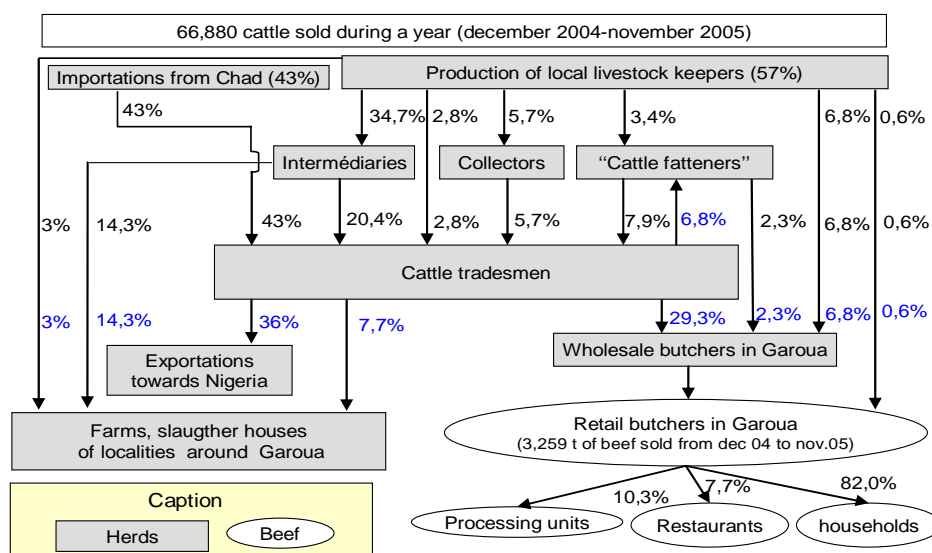 66,880 cattle sold during a year (december 2004-november 2005)
Importations from Chad (43%)
Production of local livestock keepers (57%)
43%
34,7%
2,8%
5,7%
3,4%
6,8%
0,6%
Intermédiaries
Collectors
“Cattle fatteners”
3%
14,3%
43%
20,4%
2,8%
5,7%
7,9%
6,8%
2,3%
6,8%
0,6%
Cattle tradesmen
3%
14,3%
36%
7,7%
29,3%
2,3%
6,8%
0,6%
Exportations
towards Nigeria
Wholesale butchers in Garoua
Farms, slaugther houses
of localities around Garoua
Retail butchers in Garoua
(3,259 t of beef sold from dec 04 to nov.05)
10,3%
7,7%
82,0%
Processing units
Restaurants
households
Caption
Herds
Beef